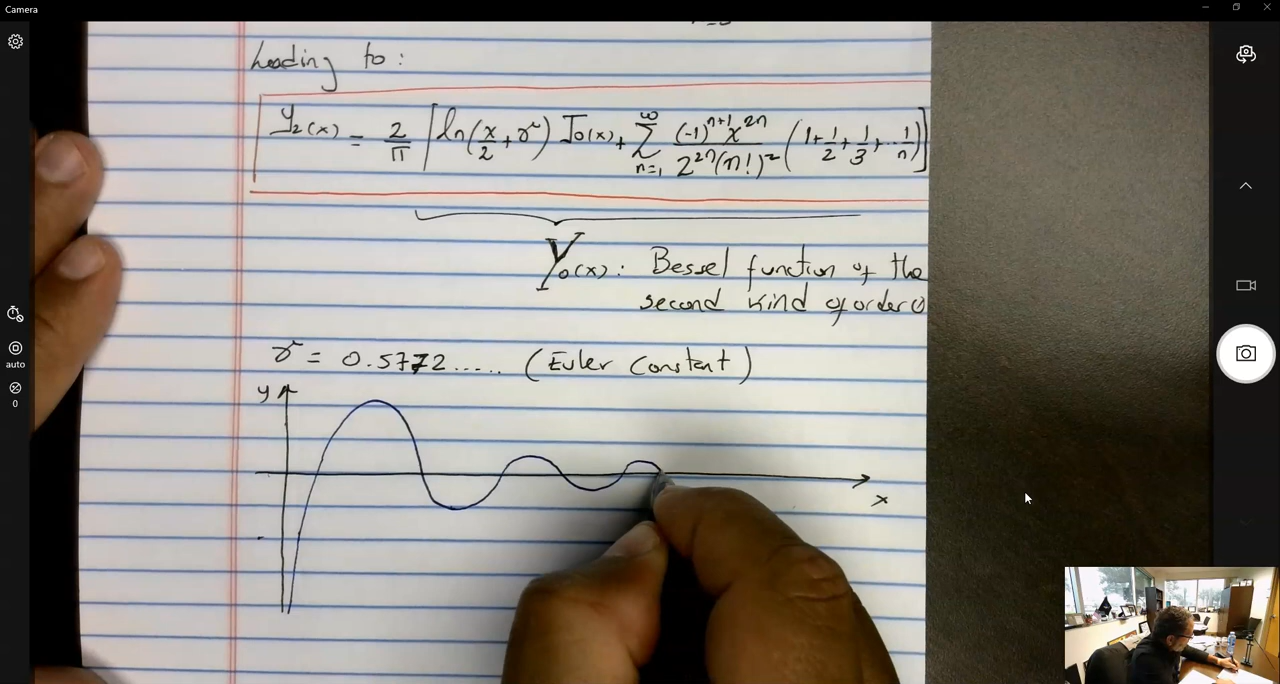 Camera
Leading to:
y₂(x) = 2/π [ln(x/2 + γ) J₀(x) + ∑_{n=1}^{∞} (-1)^{n+1} x^{2n} / 2^{2n}(n!)² (1 + 1/2 + 1/3 + ... 1/n)]
Y₀(x): Bessel function of the
second kind of order 0
γ = 0.5772..... (Euler Constant)
y
x
auto
0